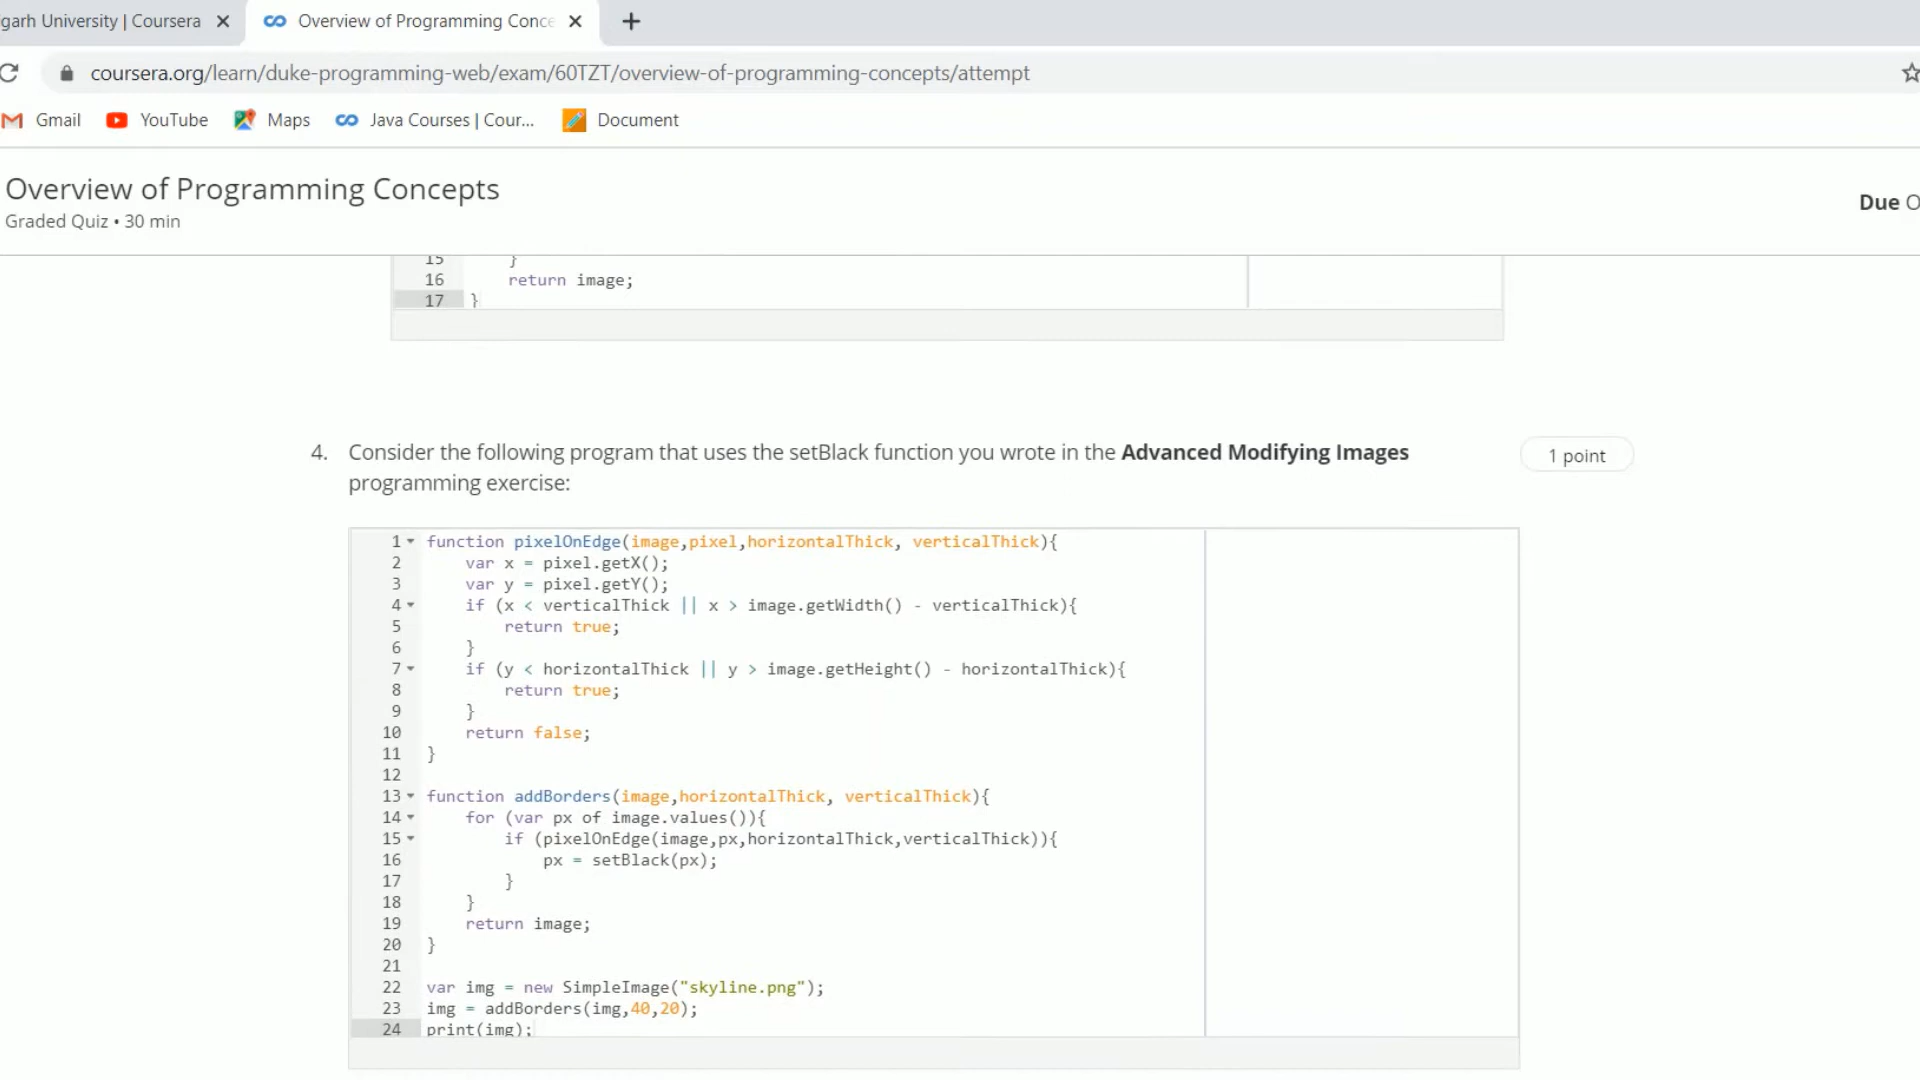 garh University | Coursera
Overview of Programming Conce
coursera.org/learn/duke-programming-web/exam/60TZT/overview-of-programming-concepts/attempt
Gmail YouTube Maps Java Courses | Cour... Document
Overview of Programming Concepts
Due
Graded Quiz • 30 min
15 }
16 return image;
17 }
4. Consider the following program that uses the setBlack function you wrote in the Advanced Modifying Images
1 point
programming exercise:
1 function pixelOnEdge(image,pixel,horizontalThick, verticalThick){
2 var x = pixel.getX();
3 var y = pixel.getY();
4 if (x < verticalThick || x > image.getWidth() - verticalThick){
5 return true;
6 }
7 if (y < horizontalThick || y > image.getHeight() - horizontalThick){
8 return true;
9 }
10 return false;
11 }
12
13 function addBorders(image,horizontalThick, verticalThick){
14 for (var px of image.values()){
15 if (pixelOnEdge(image,px,horizontalThick,verticalThick)){
16 px = setBlack(px);
17 }
18 }
19 return image;
20 }
21
22 var img = new SimpleImage("skyline.png");
23 img = addBorders(img,40,20);
24 print(img);